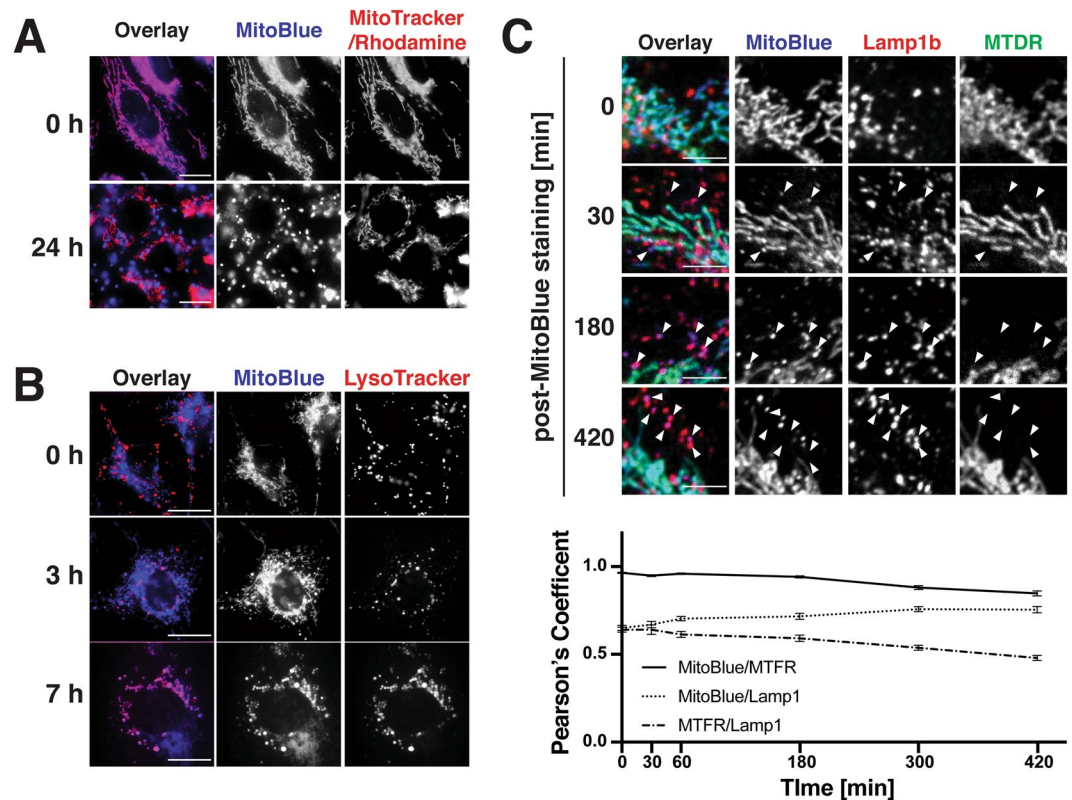 A
Overlay
MitoBlue
MitoTracker
/Rhodamine
0 h
24 h
B
Overlay
MitoBlue
LysoTracker
0 h
3 h
7 h
C
Overlay
MitoBlue
Lamp1b
MTDR
post-MitoBlue staining [min]
0
30
180
420
Pearson's Coefficent
1.0
0.5
0.0
MitoBlue/MTFR
MitoBlue/Lamp1
MTFR/Lamp1
0 30 60 180 300 420
TIme [min]